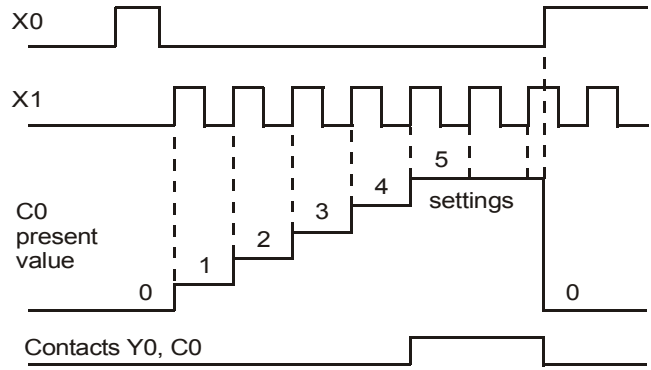 X0
X1
5
settings
4
3
2
1
C0
present
value
0
0
Contacts Y0, C0